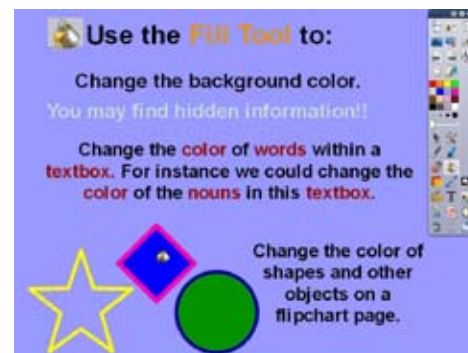 Use the Fill Tool to:
Change the background color.
You may find hidden information!!
Change the color of words within a
textbox. For instance we could change the
color of the nouns in this textbox.
Change the color of
shapes and other
objects on a
flipchart page.